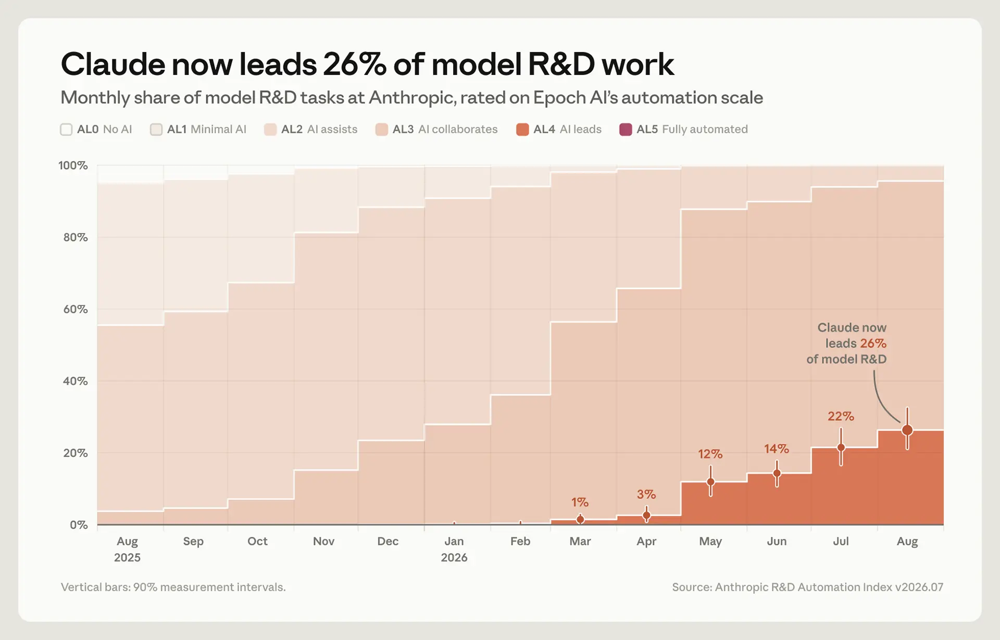 Claude now leads 26% of model R&D work
Monthly share of model R&D tasks at Anthropic, rated on Epoch AI's automation scale
AL0 No AI
AL1 Minimal AI
AL2 AI assists
AL3 AI collaborates
AL4 AI leads
AL5 Fully automated
100%
80%
60%
40%
20%
0%
Claude now
leads 26%
of model R&D
1%
3%
12%
14%
22%
Aug
2025
Sep
Oct
Nov
Dec
Jan
2026
Feb
Mar
Apr
May
Jun
Jul
Aug
Vertical bars: 90% measurement intervals.
Source: Anthropic R&D Automation Index v2026.07